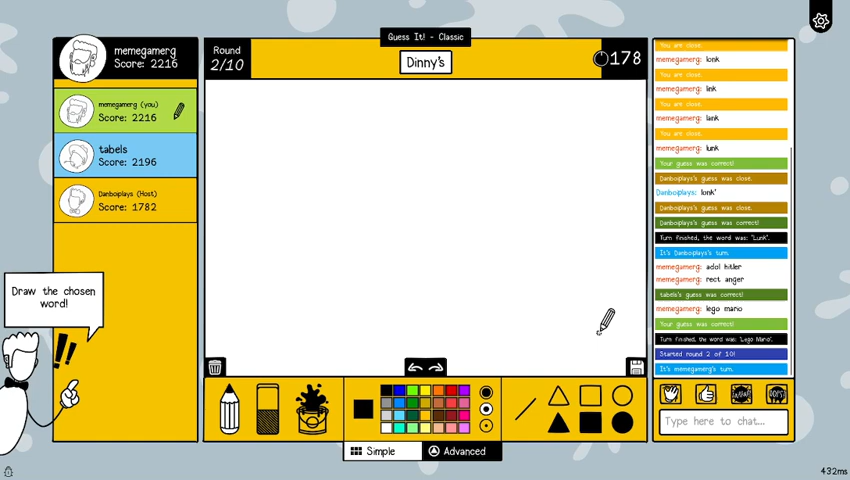 Guess It! - Classic
memegamerg
Score: 2216
Round
2/10
Dinny's
178
memegamerg (you)
Score: 2216
tabels
Score: 2196
Danboiplays (Host)
Score: 1782
Draw the chosen
word!
You are close.
memegamerg: lonk
You are close.
memegamerg: link
You are close.
memegamerg: lank
You are close.
memegamerg: lunk
Your guess was correct!
Danboiplays's guess was close.
Danboiplays: lonk'
Danboiplays's guess was close.
Danboiplays's guess was correct!
Turn finished, the word was: 'Lunk'.
It's Danboiplays's turn.
memegamerg: adol hitler
memegamerg: rect anger
tabels's guess was correct!
memegamerg: lego mario
Your guess was correct!
Turn finished, the word was: 'Lego Mario'.
Started round 2 of 10!
It's memegamerg's turn.
Type here to chat...
Simple
Advanced
432ms